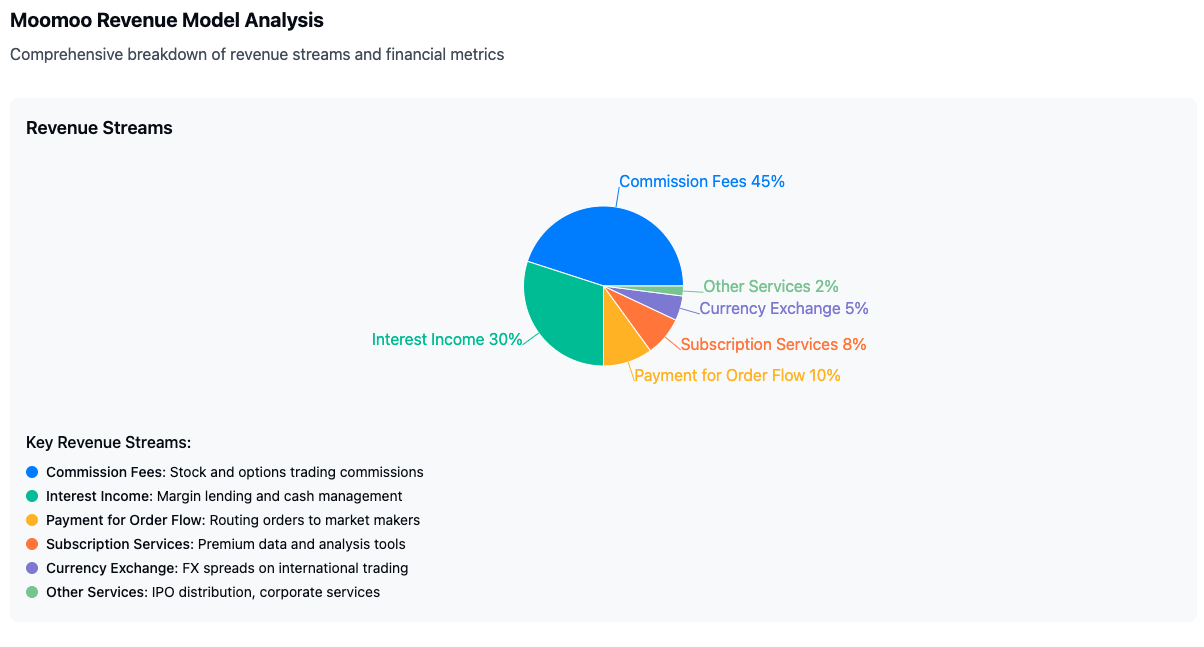 Moomoo Revenue Model Analysis
Comprehensive breakdown of revenue streams and financial metrics
Revenue Streams
Commission Fees 45%
Other Services 2%
Currency Exchange 5%
Interest Income 30%
Subscription Services 8%
Payment for Order Flow 10%
Key Revenue Streams:
Commission Fees: Stock and options trading commissions
Interest Income: Margin lending and cash management
Payment for Order Flow: Routing orders to market makers
Subscription Services: Premium data and analysis tools
Currency Exchange: FX spreads on international trading
Other Services: IPO distribution, corporate services